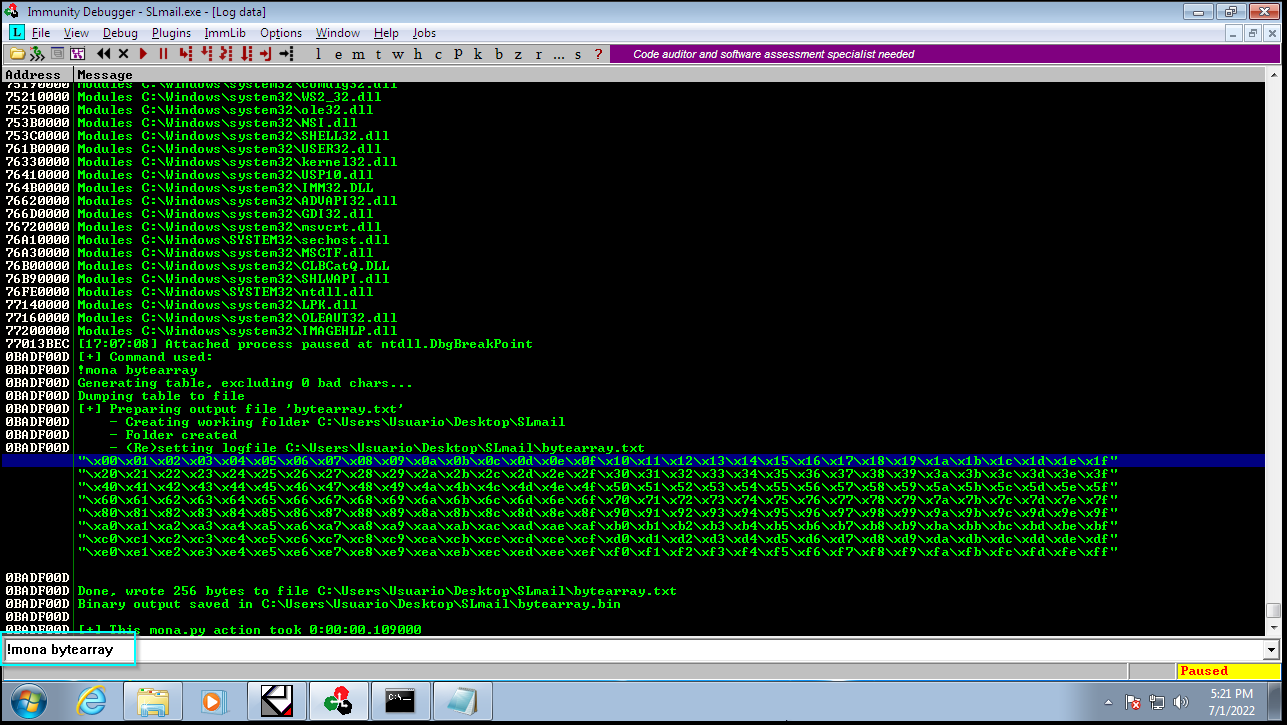 Immunity Debugger - SLmail.exe - [Log data]
L File View Debug Plugins ImmLib Options Window Help Jobs
l e m t w h c P k b z r ... s ? Code auditor and software assessment specialist needed
Address Message
75190000 Modules C:\Windows\system32\comdlg32.dll
75210000 Modules C:\Windows\system32\WS2_32.dll
75250000 Modules C:\Windows\system32\ole32.dll
753B0000 Modules C:\Windows\system32\NSI.dll
753C0000 Modules C:\Windows\system32\SHELL32.dll
761B0000 Modules C:\Windows\system32\USER32.dll
76330000 Modules C:\Windows\system32\kernel32.dll
76410000 Modules C:\Windows\system32\USP10.dll
764B0000 Modules C:\Windows\system32\IMM32.DLL
76620000 Modules C:\Windows\system32\ADVAPI32.dll
766D0000 Modules C:\Windows\system32\GDI32.dll
76720000 Modules C:\Windows\system32\msvcrt.dll
76A10000 Modules C:\Windows\SYSTEM32\sechost.dll
76A30000 Modules C:\Windows\system32\MSCTF.dll
76B00000 Modules C:\Windows\system32\CLBCatQ.DLL
76B90000 Modules C:\Windows\system32\SHLWAPI.dll
76FE0000 Modules C:\Windows\SYSTEM32\ntdll.dll
77140000 Modules C:\Windows\system32\LPK.dll
77160000 Modules C:\Windows\system32\OLEAUT32.dll
77200000 Modules C:\Windows\system32\IMAGEHLP.dll
77013BEC [17:07:08] Attached process paused at ntdll.DbgBreakPoint
0BADF00D [+] Command used:
0BADF00D !mona bytearray
0BADF00D Generating table, excluding 0 bad chars...
0BADF00D Dumping table to file
0BADF00D [+] Preparing output file 'bytearray.txt'
0BADF00D - Creating working folder C:\Users\Usuario\Desktop\SLmail
0BADF00D - Folder created
0BADF00D - (Re)setting logfile C:\Users\Usuario\Desktop\SLmail\bytearray.txt
"\x00\x01\x02\x03\x04\x05\x06\x07\x08\x09\x0a\x0b\x0c\x0d\x0e\x0f\x10\x11\x12\x13\x14\x15\x16\x17\x18\x19\x1a\x1b\x1c\x1d\x1e\x1f"
"\x20\x21\x22\x23\x24\x25\x26\x27\x28\x29\x2a\x2b\x2c\x2d\x2e\x2f\x30\x31\x32\x33\x34\x35\x36\x37\x38\x39\x3a\x3b\x3c\x3d\x3e\x3f"
"\x40\x41\x42\x43\x44\x45\x46\x47\x48\x49\x4a\x4b\x4c\x4d\x4e\x4f\x50\x51\x52\x53\x54\x55\x56\x57\x58\x59\x5a\x5b\x5c\x5d\x5e\x5f"
"\x60\x61\x62\x63\x64\x65\x66\x67\x68\x69\x6a\x6b\x6c\x6d\x6e\x6f\x70\x71\x72\x73\x74\x75\x76\x77\x78\x79\x7a\x7b\x7c\x7d\x7e\x7f"
"\x80\x81\x82\x83\x84\x85\x86\x87\x88\x89\x8a\x8b\x8c\x8d\x8e\x8f\x90\x91\x92\x93\x94\x95\x96\x97\x98\x99\x9a\x9b\x9c\x9d\x9e\x9f"
"\xa0\xa1\xa2\xa3\xa4\xa5\xa6\xa7\xa8\xa9\xaa\xab\xac\xad\xae\xaf\xb0\xb1\xb2\xb3\xb4\xb5\xb6\xb7\xb8\xb9\xba\xbb\xbc\xbd\xbe\xbf"
"\xc0\xc1\xc2\xc3\xc4\xc5\xc6\xc7\xc8\xc9\xca\xcb\xcc\xcd\xce\xcf\xd0\xd1\xd2\xd3\xd4\xd5\xd6\xd7\xd8\xd9\xda\xdb\xdc\xdd\xde\xdf"
"\xe0\xe1\xe2\xe3\xe4\xe5\xe6\xe7\xe8\xe9\xea\xeb\xec\xed\xee\xef\xf0\xf1\xf2\xf3\xf4\xf5\xf6\xf7\xf8\xf9\xfa\xfb\xfc\xfd\xfe\xff"
0BADF00D
0BADF00D Done, wrote 256 bytes to file C:\Users\Usuario\Desktop\SLmail\bytearray.txt
0BADF00D Binary output saved in C:\Users\Usuario\Desktop\SLmail\bytearray.bin
0BADF00D
0BADF00D [+] This mona.py action took 0:00:00.109000
!mona bytearray
Paused
5:21 PM
7/1/2022